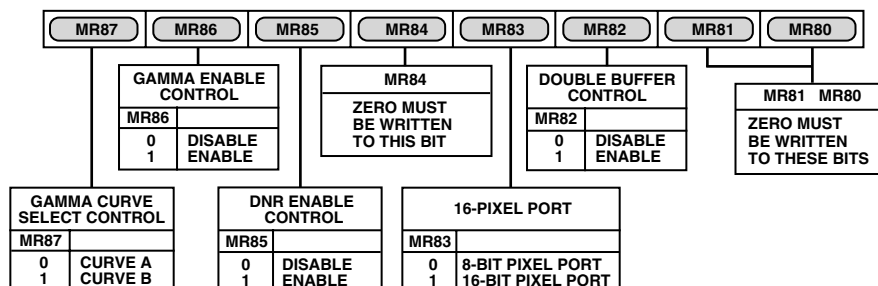 MR87 MR86 MR85 MR84 MR83 MR82 MR81 MR80
GAMMA ENABLE
CONTROL
MR86
0 DISABLE
1 ENABLE
MR84
ZERO MUST
BE WRITTEN
TO THIS BIT
DOUBLE BUFFER
CONTROL
MR82
0 DISABLE
1 ENABLE
MR81 MR80
ZERO MUST
BE WRITTEN
TO THESE BITS
GAMMA CURVE
SELECT CONTROL
MR87
0 CURVE A
1 CURVE B
DNR ENABLE
CONTROL
MR85
0 DISABLE
1 ENABLE
16-PIXEL PORT
MR83
0 8-BIT PIXEL PORT
1 16-BIT PIXEL PORT